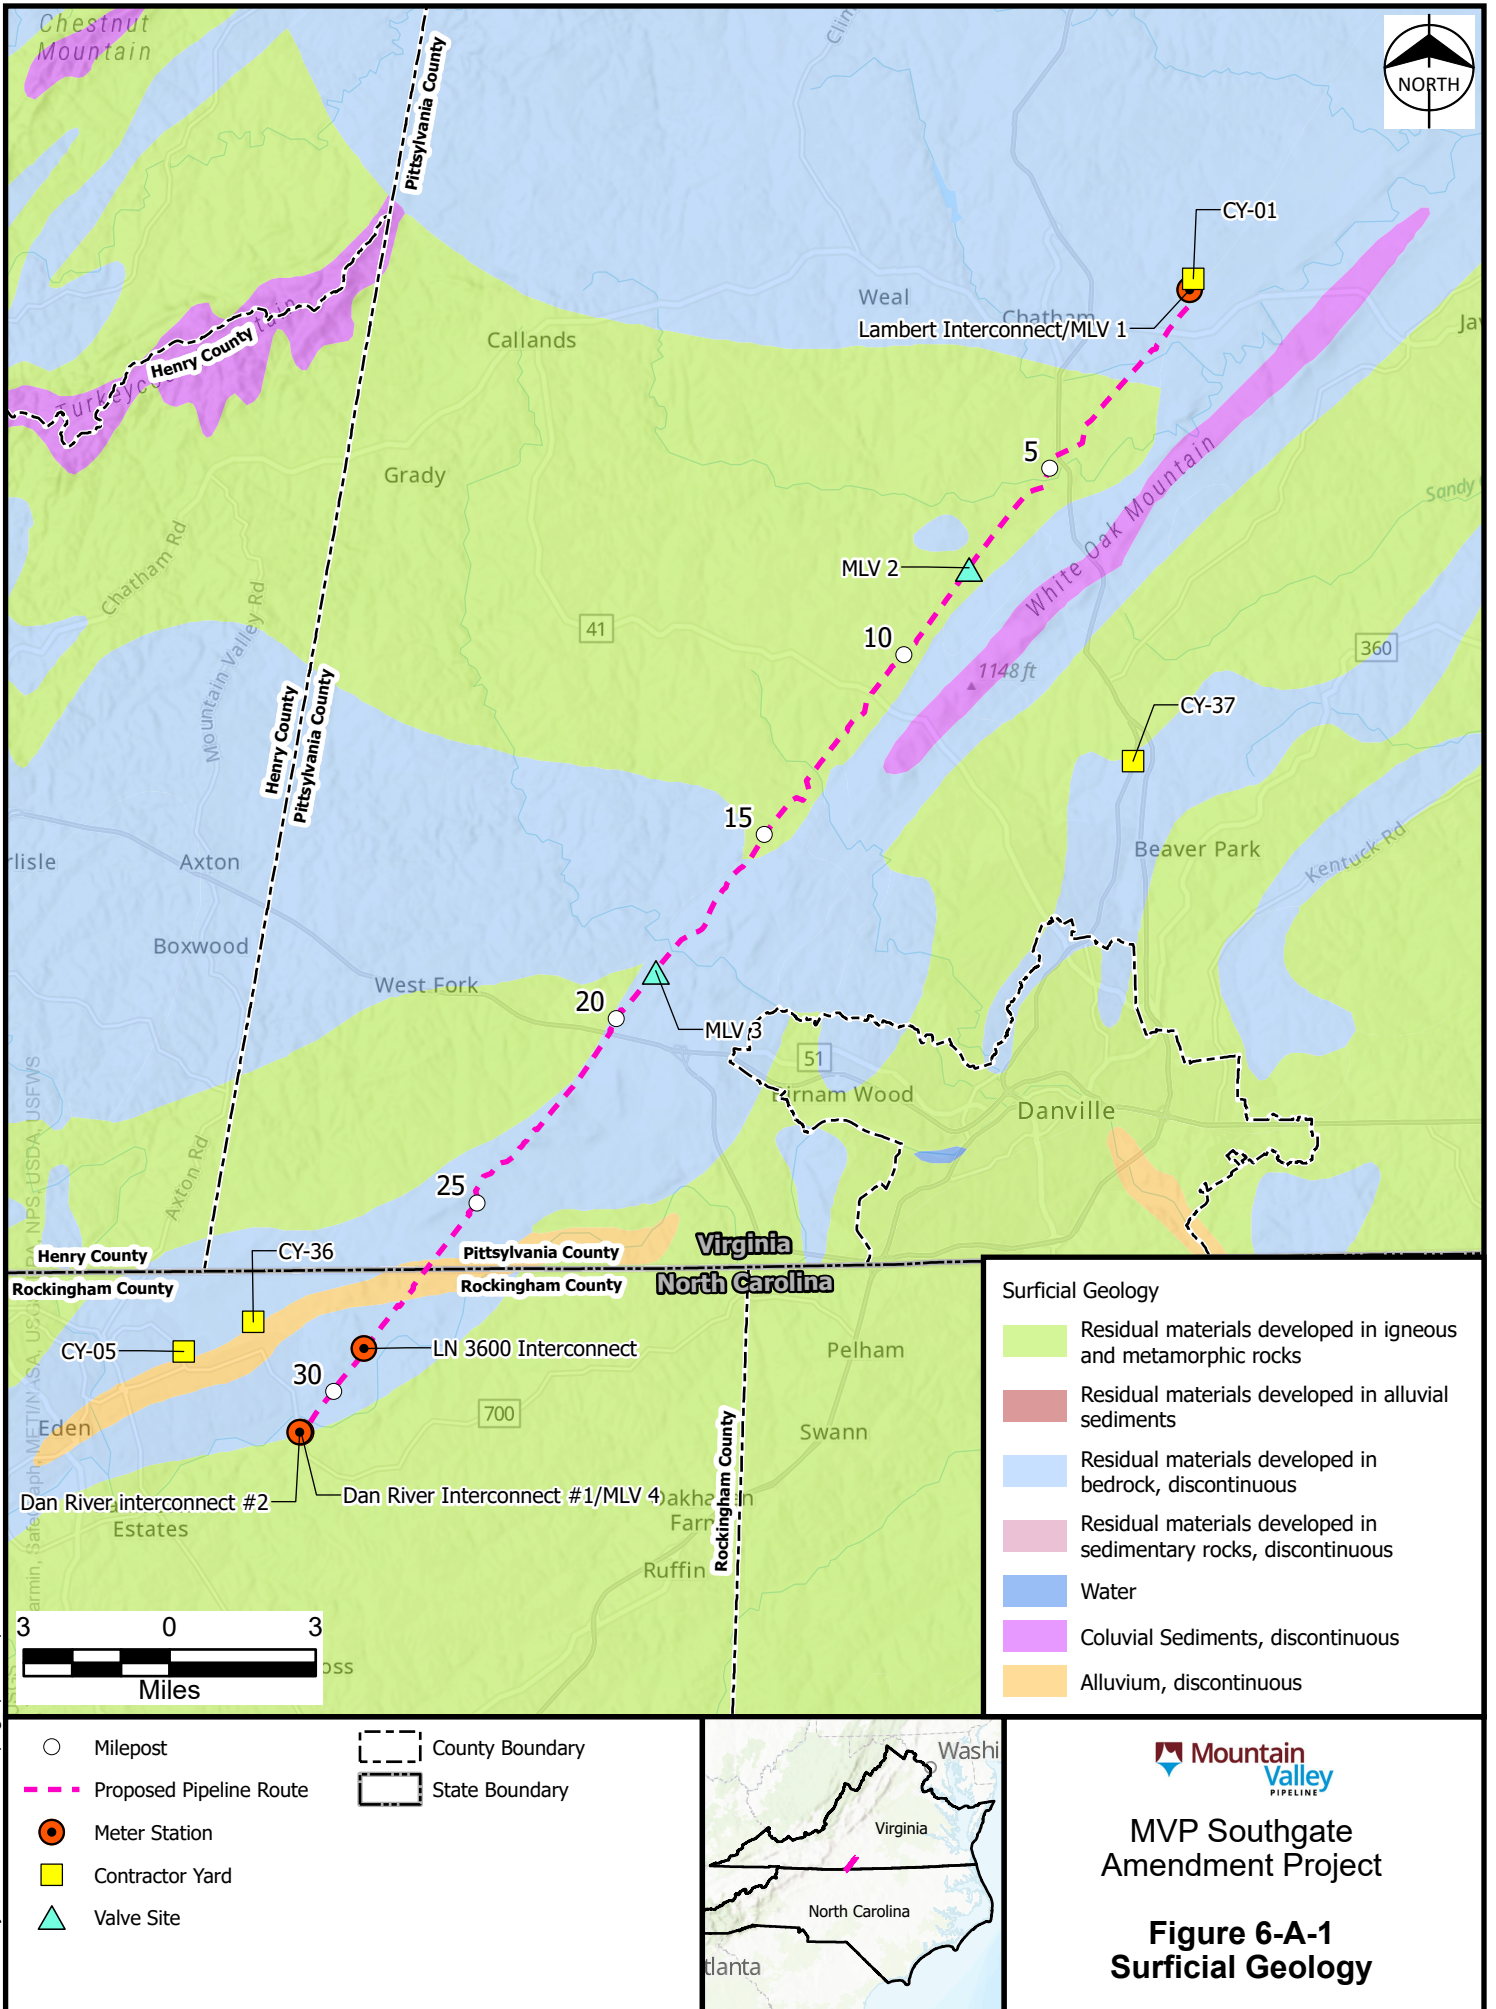 Chestnut
Mountain
Pittsylvania County
NORTH
CY-01
Weal
Chatham
Lambert Interconnect/MLV 1
Callands
Henry County
Grady
5
White Oak Mountain
Sandy
Chatham Rd
MLV 2
Mountain Valley Rd
41
10
360
1148 ft
CY-37
Henry County
Pittsylvania County
15
Beaver Park
Kentuck Rd
rlisle
Axton
Boxwood
West Fork
20
MLV 3
51
Birnam Wood
Danville
Axton Rd
25
Henry County
CY-36
Pittsylvania County
Virginia
Rockingham County
Rockingham County
North Carolina
CY-05
LN 3600 Interconnect
Pelham
30
Eden
700
Swann
Rockingham County
Dan River interconnect #2
Dan River Interconnect #1/MLV 4
Estates
Ruffin
3 0 3
Miles
oss
Surficial Geology
Residual materials developed in igneous
and metamorphic rocks
Residual materials developed in alluvial
sediments
Residual materials developed in
bedrock, discontinuous
Residual materials developed in
sedimentary rocks, discontinuous
Water
Coluvial Sediments, discontinuous
Alluvium, discontinuous
Milepost
Proposed Pipeline Route
Meter Station
Contractor Yard
Valve Site
County Boundary
State Boundary
Washi
Virginia
North Carolina
tlanta
Mountain
Valley
PIPELINE
MVP Southgate
Amendment Project
Figure 6-A-1
Surficial Geology